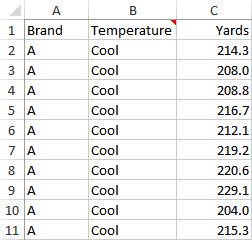 A B C
1 Brand Temperature Yards
2 A Cool 214.3
3 A Cool 208.0
4 A Cool 208.8
5 A Cool 216.7
6 A Cool 212.1
7 A Cool 219.2
8 A Cool 220.6
9 A Cool 229.1
10 A Cool 204.0
11 A Cool 215.3